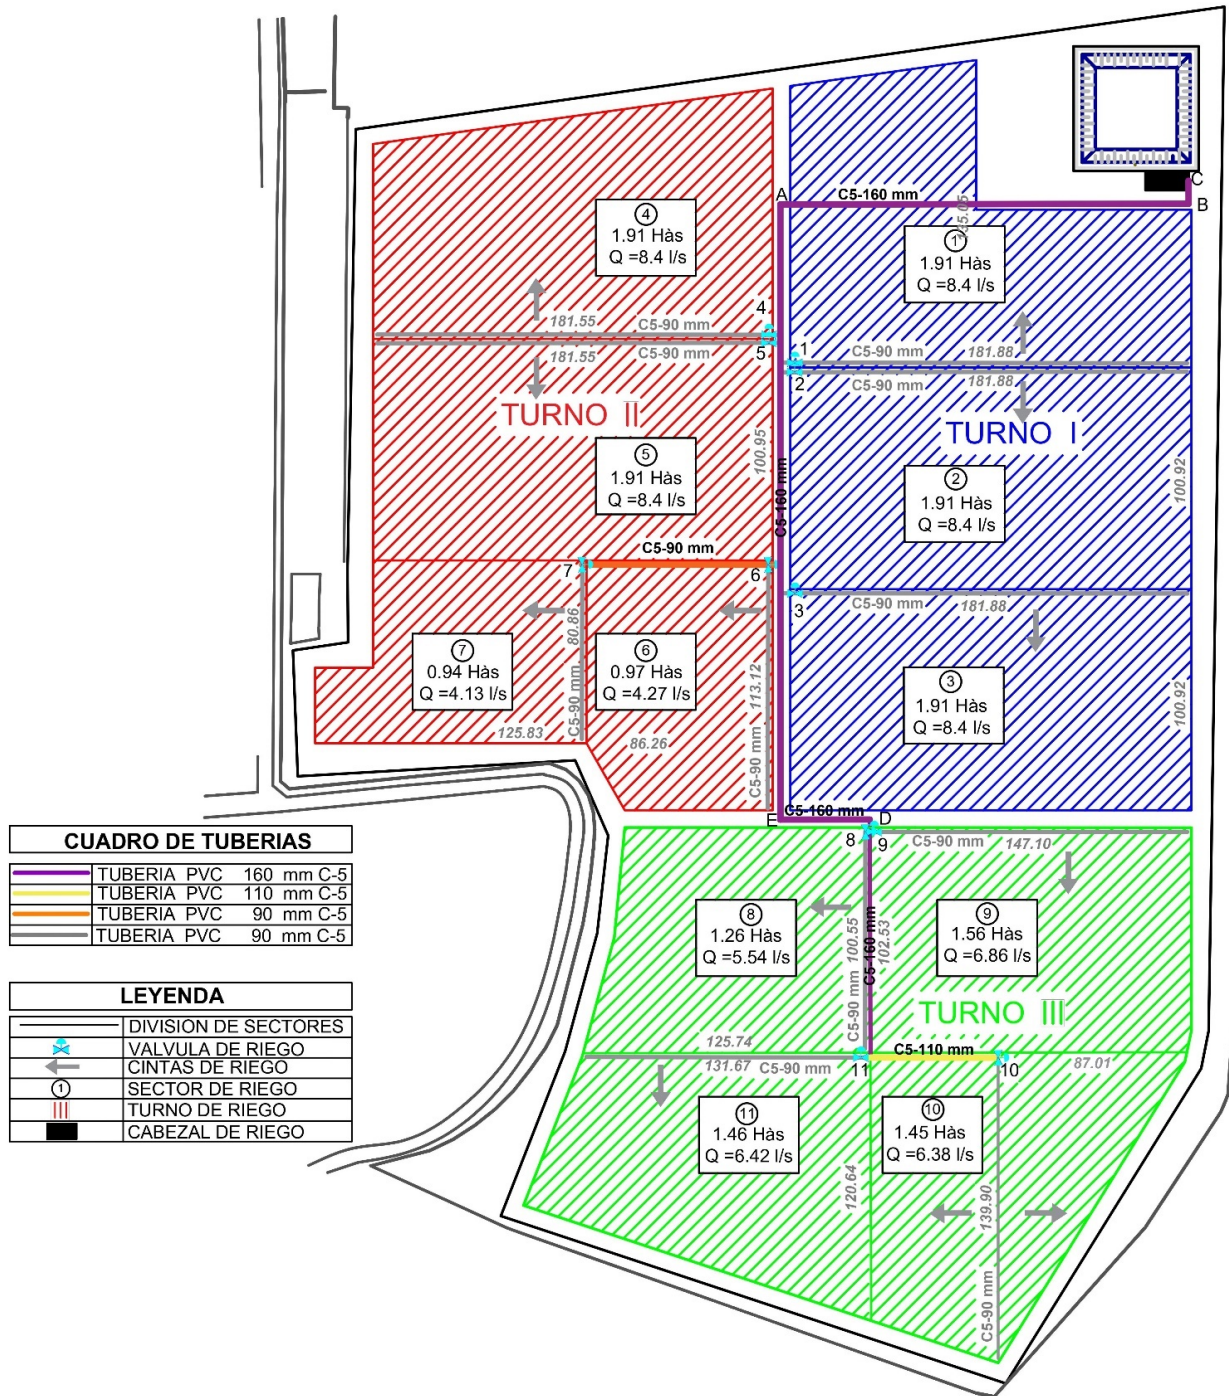 C
B
A
C5-160 mm
135.05
1
1.91 Hàs
Q =8.4 l/s
4
1.91 Hàs
Q =8.4 l/s
4
181.55
C5-90 mm
181.55
C5-90 mm
5
1
C5-90 mm
181.88
2
C5-90 mm
181.88
TURNO II
TURNO I
5
1.91 Hàs
Q =8.4 l/s
100.95
C5-160 mm
2
1.91 Hàs
Q =8.4 l/s
100.92
C5-90 mm
7
6
3
C5-90 mm
181.88
7
0.94 Hàs
Q =4.13 l/s
80.86
C5-90 mm
6
0.97 Hàs
Q =4.27 l/s
113.12
C5-90 mm
3
1.91 Hàs
Q =8.4 l/s
100.92
125.83
86.26
E
C5-160 mm
D
8
9
C5-90 mm
147.10
8
1.26 Hàs
Q =5.54 l/s
C5-90 mm
100.55
C5-160 mm
102.53
9
1.56 Hàs
Q =6.86 l/s
TURNO III
125.74
131.67
C5-90 mm
11
C5-110 mm
10
87.01
11
1.46 Hàs
Q =6.42 l/s
120.64
10
1.45 Hàs
Q =6.38 l/s
139.90
C5-90 mm
CUADRO DE TUBERIAS
TUBERIA PVC 160 mm C-5
TUBERIA PVC 110 mm C-5
TUBERIA PVC 90 mm C-5
TUBERIA PVC 90 mm C-5
LEYENDA
DIVISION DE SECTORES
VALVULA DE RIEGO
CINTAS DE RIEGO
1 SECTOR DE RIEGO
TURNO DE RIEGO
CABEZAL DE RIEGO